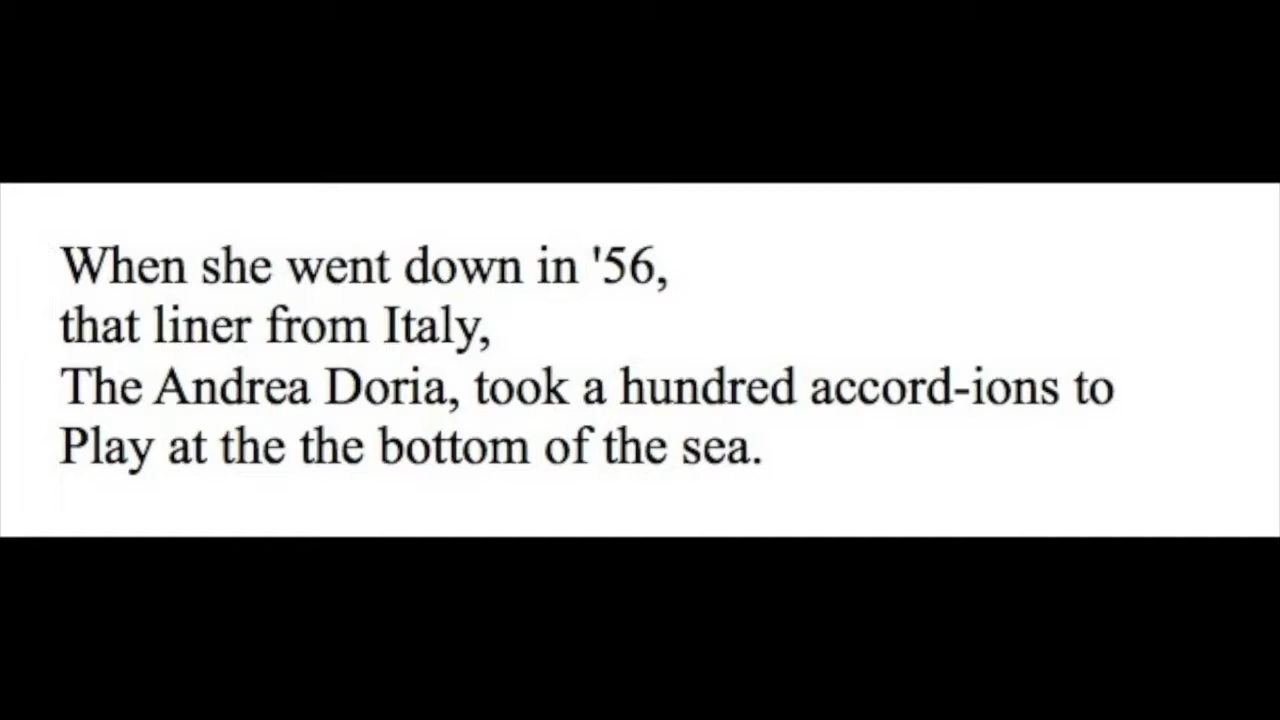 When she went down in '56,
that liner from Italy,
The Andrea Doria, took a hundred accord-ions to
Play at the the bottom of the sea.